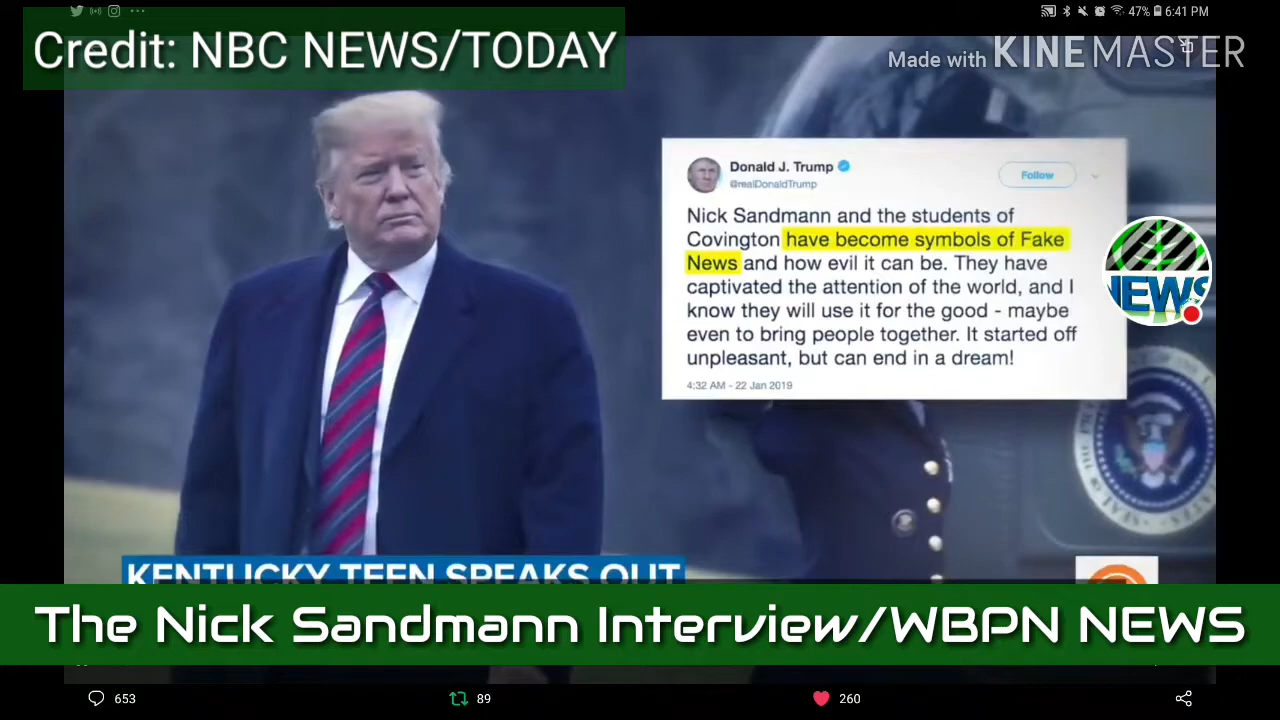 47% 6:41 PM
Credit: NBC NEWS/TODAY
Made with KINEMASTER
Donald J. Trump
@realDonaldTrump
Follow
Nick Sandmann and the students of
Covington have become symbols of Fake
News and how evil it can be. They have
captivated the attention of the world, and I
know they will use it for the good - maybe
even to bring people together. It started off
unpleasant, but can end in a dream!
4:32 AM - 22 Jan 2019
NEWS
KENTUCKY TEEN SPEAKS OUT
The Nick Sandmann Interview/WBPN NEWS
653
89
260